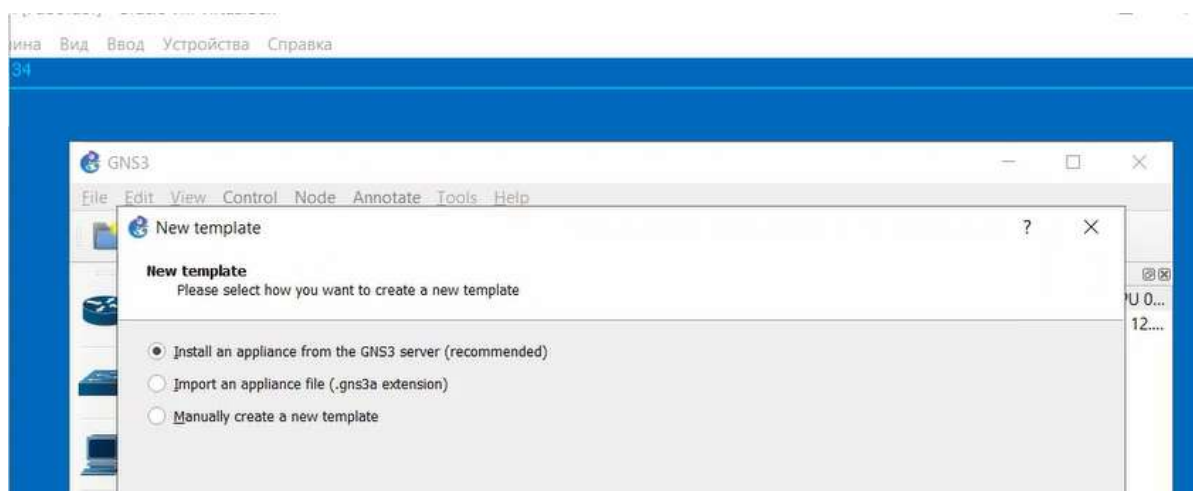 ина Вид Ввод Устройства Справка
34
GNS3
File Edit View Control Node Annotate Tools Help
New template
?
New template
Please select how you want to create a new template
PU 0...
12....
Install an appliance from the GNS3 server (recommended)
Import an appliance file (.gns3a extension)
Manually create a new template